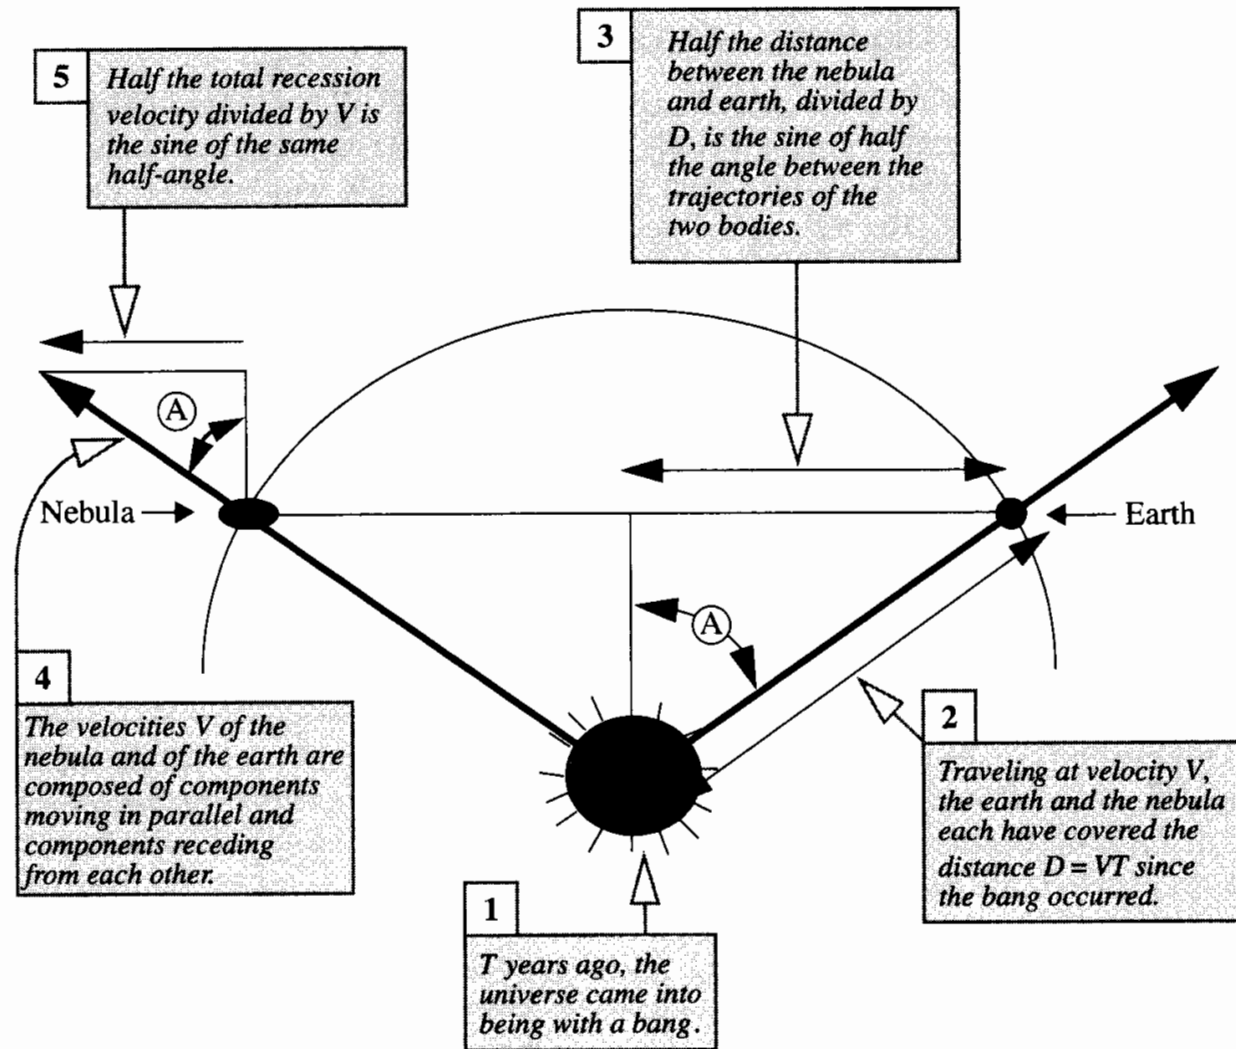 5
Half the total recession
velocity divided by V is
the sine of the same
half-angle.
3
Half the distance
between the nebula
and earth, divided by
D, is the sine of half
the angle between the
trajectories of the
two bodies.
A
Nebula
Earth
A
4
The velocities V of the
nebula and of the earth are
composed of components
moving in parallel and
components receding
from each other.
2
Traveling at velocity V,
the earth and the nebula
each have covered the
distance D = VT since
the bang occurred.
1
T years ago, the
universe came into
being with a bang.